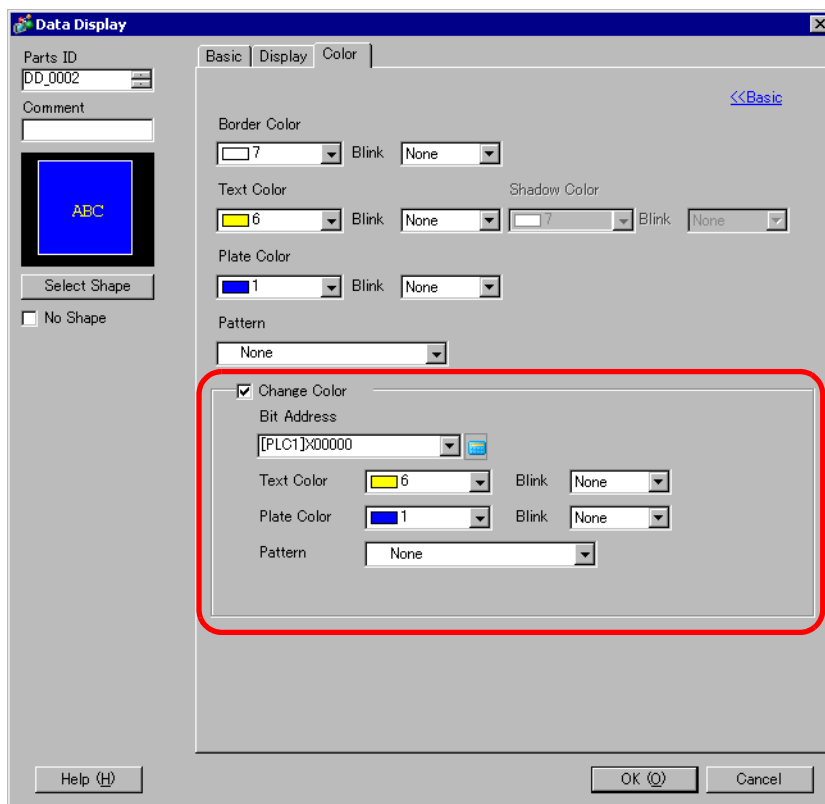 Data Display
Parts ID
DD_0002
Comment
ABC
Select Shape
No Shape
Basic Display Color
<<Basic
Border Color
7 Blink None
Text Color Shadow Color
6 Blink None 7 Blink None
Plate Color
1 Blink None
Pattern
None
Change Color
Bit Address
[PLC1]X00000
Text Color 6 Blink None
Plate Color 1 Blink None
Pattern None
Help (H) OK (O) Cancel